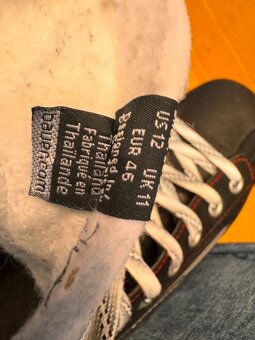 US 12 UK 11
EUR 46
Thailand
Fabriqué en
Thaïlande
bauer.com